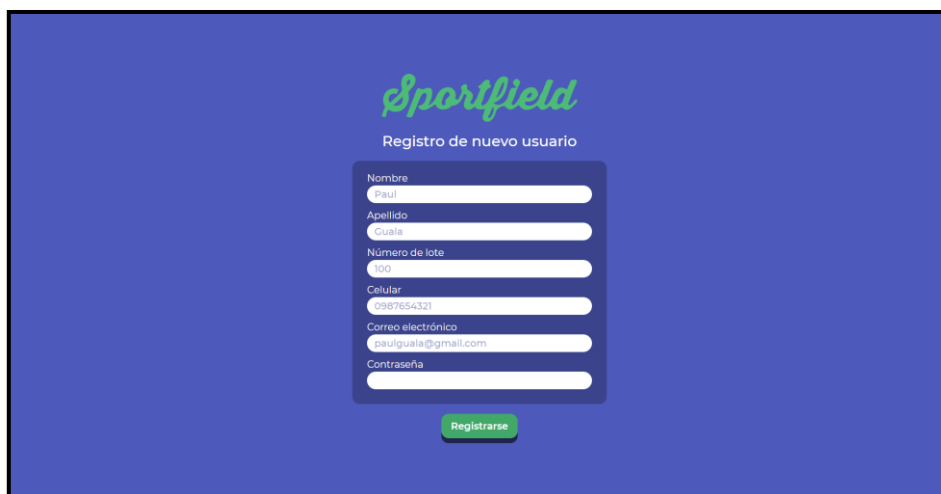 Sportfield
Registro de nuevo usuario
Nombre
Paul
Apellido
Guala
Número de lote
100
Celular
0987654321
Correo electrónico
paulguala@gmail.com
Contraseña
Registrarse